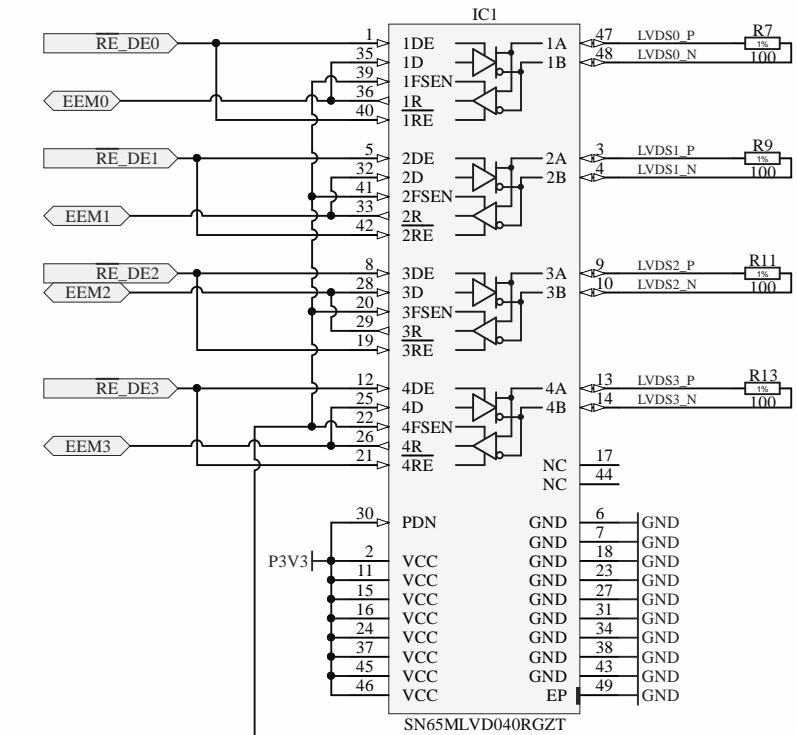 IC1
RE_DE0 1 1DE 1A 47 LVDS0_P R7
35 1D 1B 48 LVDS0_N 1% 100
39 1FSEN
EEM0 36 1R
40 1RE
RE_DE1 5 2DE 2A 3 LVDS1_P R9
32 2D 2B 4 LVDS1_N 1% 100
41 2FSEN
EEM1 33 2R
42 2RE
RE_DE2 8 3DE 3A 9 LVDS2_P R11
EEM2 28 3D 3B 10 LVDS2_N 1% 100
20 3FSEN
29 3R
19 3RE
RE_DE3 12 4DE 4A 13 LVDS3_P R13
25 4D 4B 14 LVDS3_N 1% 100
22 4FSEN
EEM3 26 4R
21 4RE NC 17
NC 44
30 PDN GND 6 GND
GND 7 GND
P3V3 2 VCC GND 18 GND
11 VCC GND 23 GND
15 VCC GND 27 GND
16 VCC GND 31 GND
24 VCC GND 34 GND
37 VCC GND 38 GND
45 VCC GND 43 GND
46 VCC EP 49 GND
SN65MLVD040RGZT